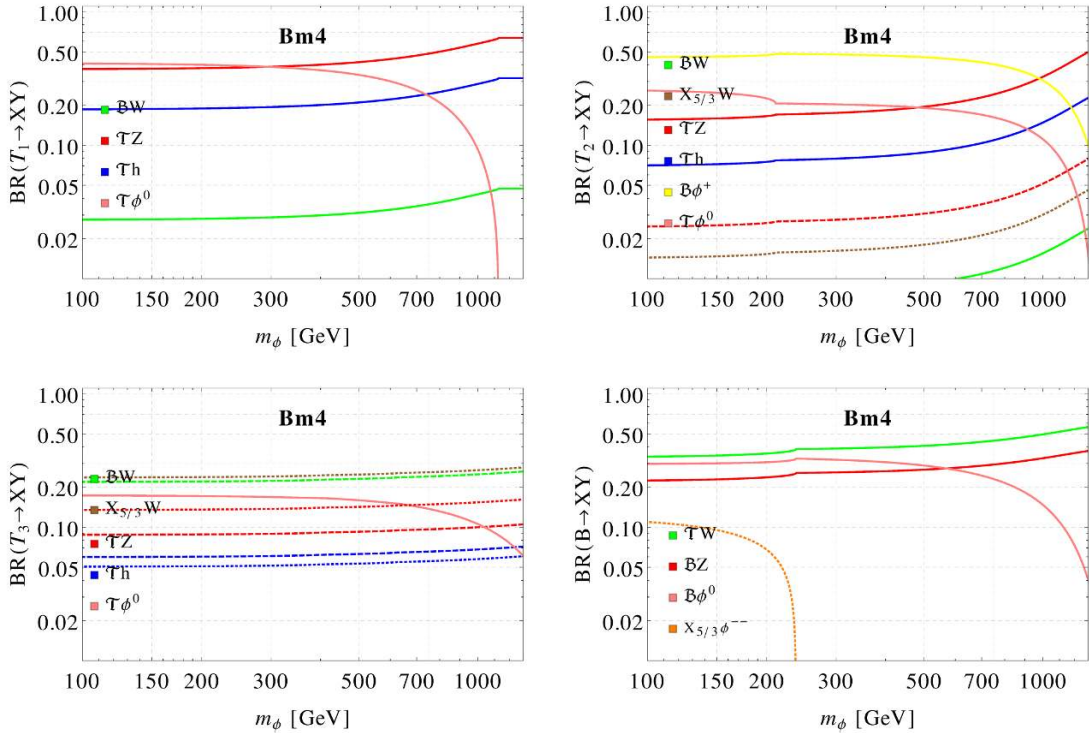 Bm4
BR(T₁→XY)
1.00
0.50
0.20
0.10
0.05
0.02
ℬW
𝒯Z
𝒯h
𝒯ϕ⁰
100 150 200 300 500 700 1000
m_ϕ [GeV]
Bm4
BR(T₂→XY)
1.00
0.50
0.20
0.10
0.05
0.02
ℬW
X₅/₃W
𝒯Z
𝒯h
ℬϕ⁺
𝒯ϕ⁰
100 150 200 300 500 700 1000
m_ϕ [GeV]
Bm4
BR(T₃→XY)
1.00
0.50
0.20
0.10
0.05
0.02
ℬW
X₅/₃W
𝒯Z
𝒯h
𝒯ϕ⁰
100 150 200 300 500 700 1000
m_ϕ [GeV]
Bm4
BR(B→XY)
1.00
0.50
0.20
0.10
0.05
0.02
𝒯W
ℬZ
ℬϕ⁰
X₅/₃ϕ⁻⁻
100 150 200 300 500 700 1000
m_ϕ [GeV]